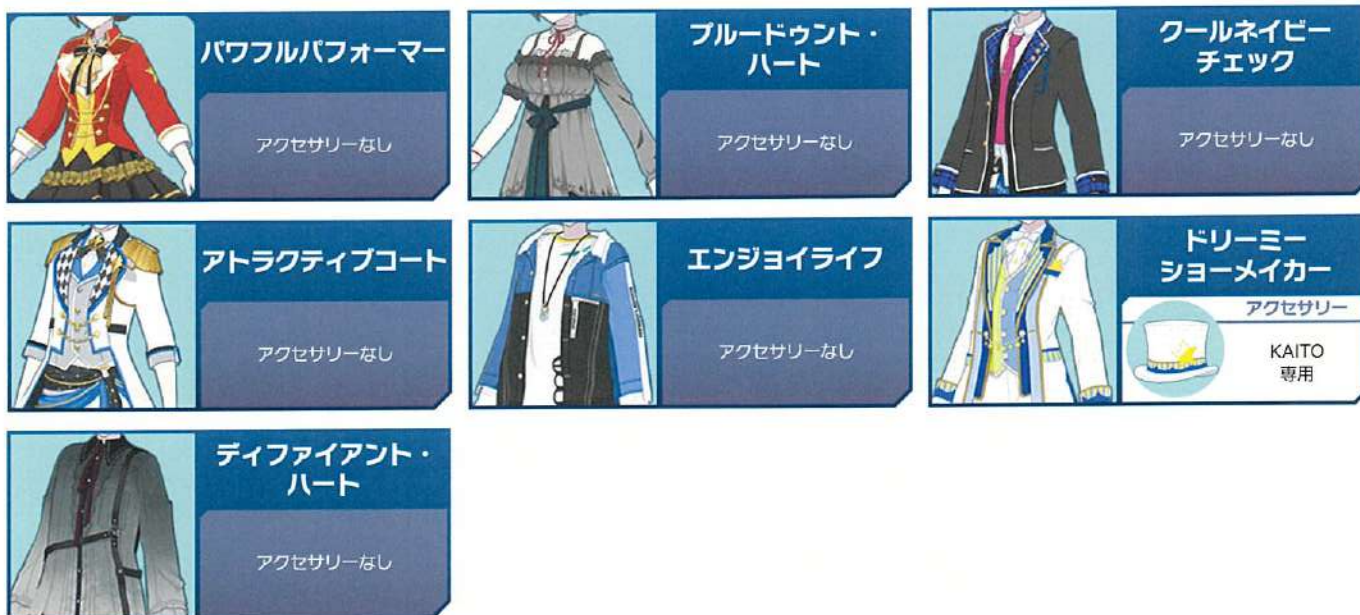 パワフルパフォーマー
アクセサリーなし
プルードゥント・
ハート
アクセサリーなし
クールネイビー
チェック
アクセサリーなし
アトラクティブコート
アクセサリーなし
エンジョイライフ
アクセサリーなし
ドリーミー
ショーメイカー
アクセサリー
KAITO
専用
ディファイアント・
ハート
アクセサリーなし